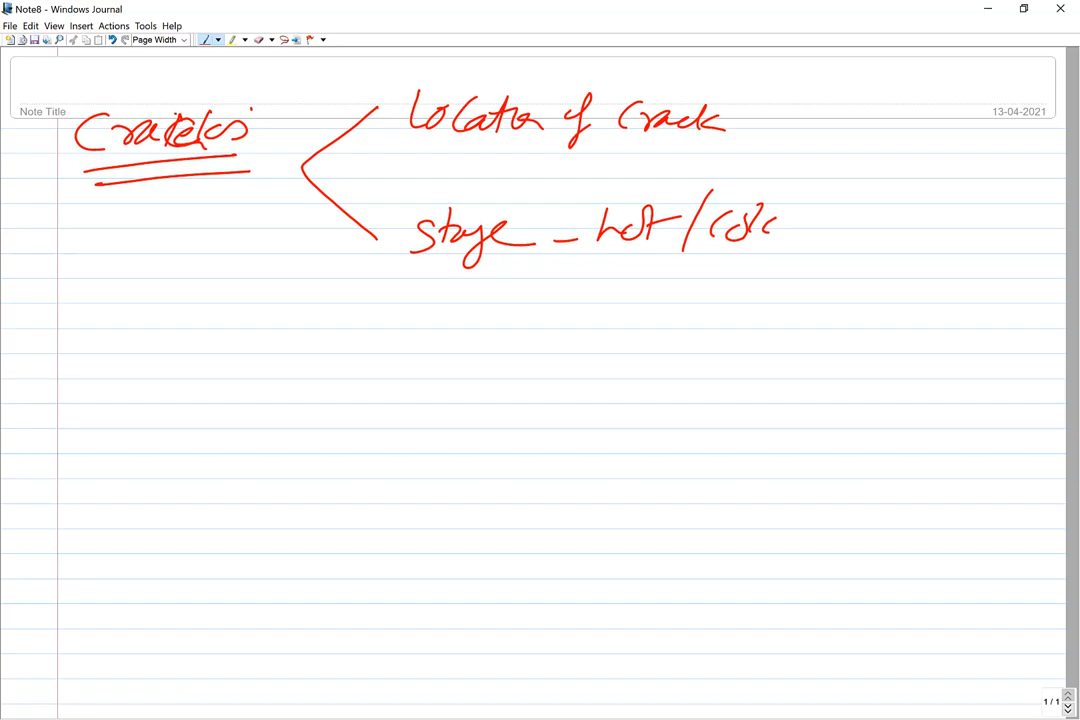 Note8 - Windows Journal
File Edit View Insert Actions Tools Help
Page Width
Note Title
13-04-2021
Cracks
Location of Crack
Stage - hot /
1 / 1